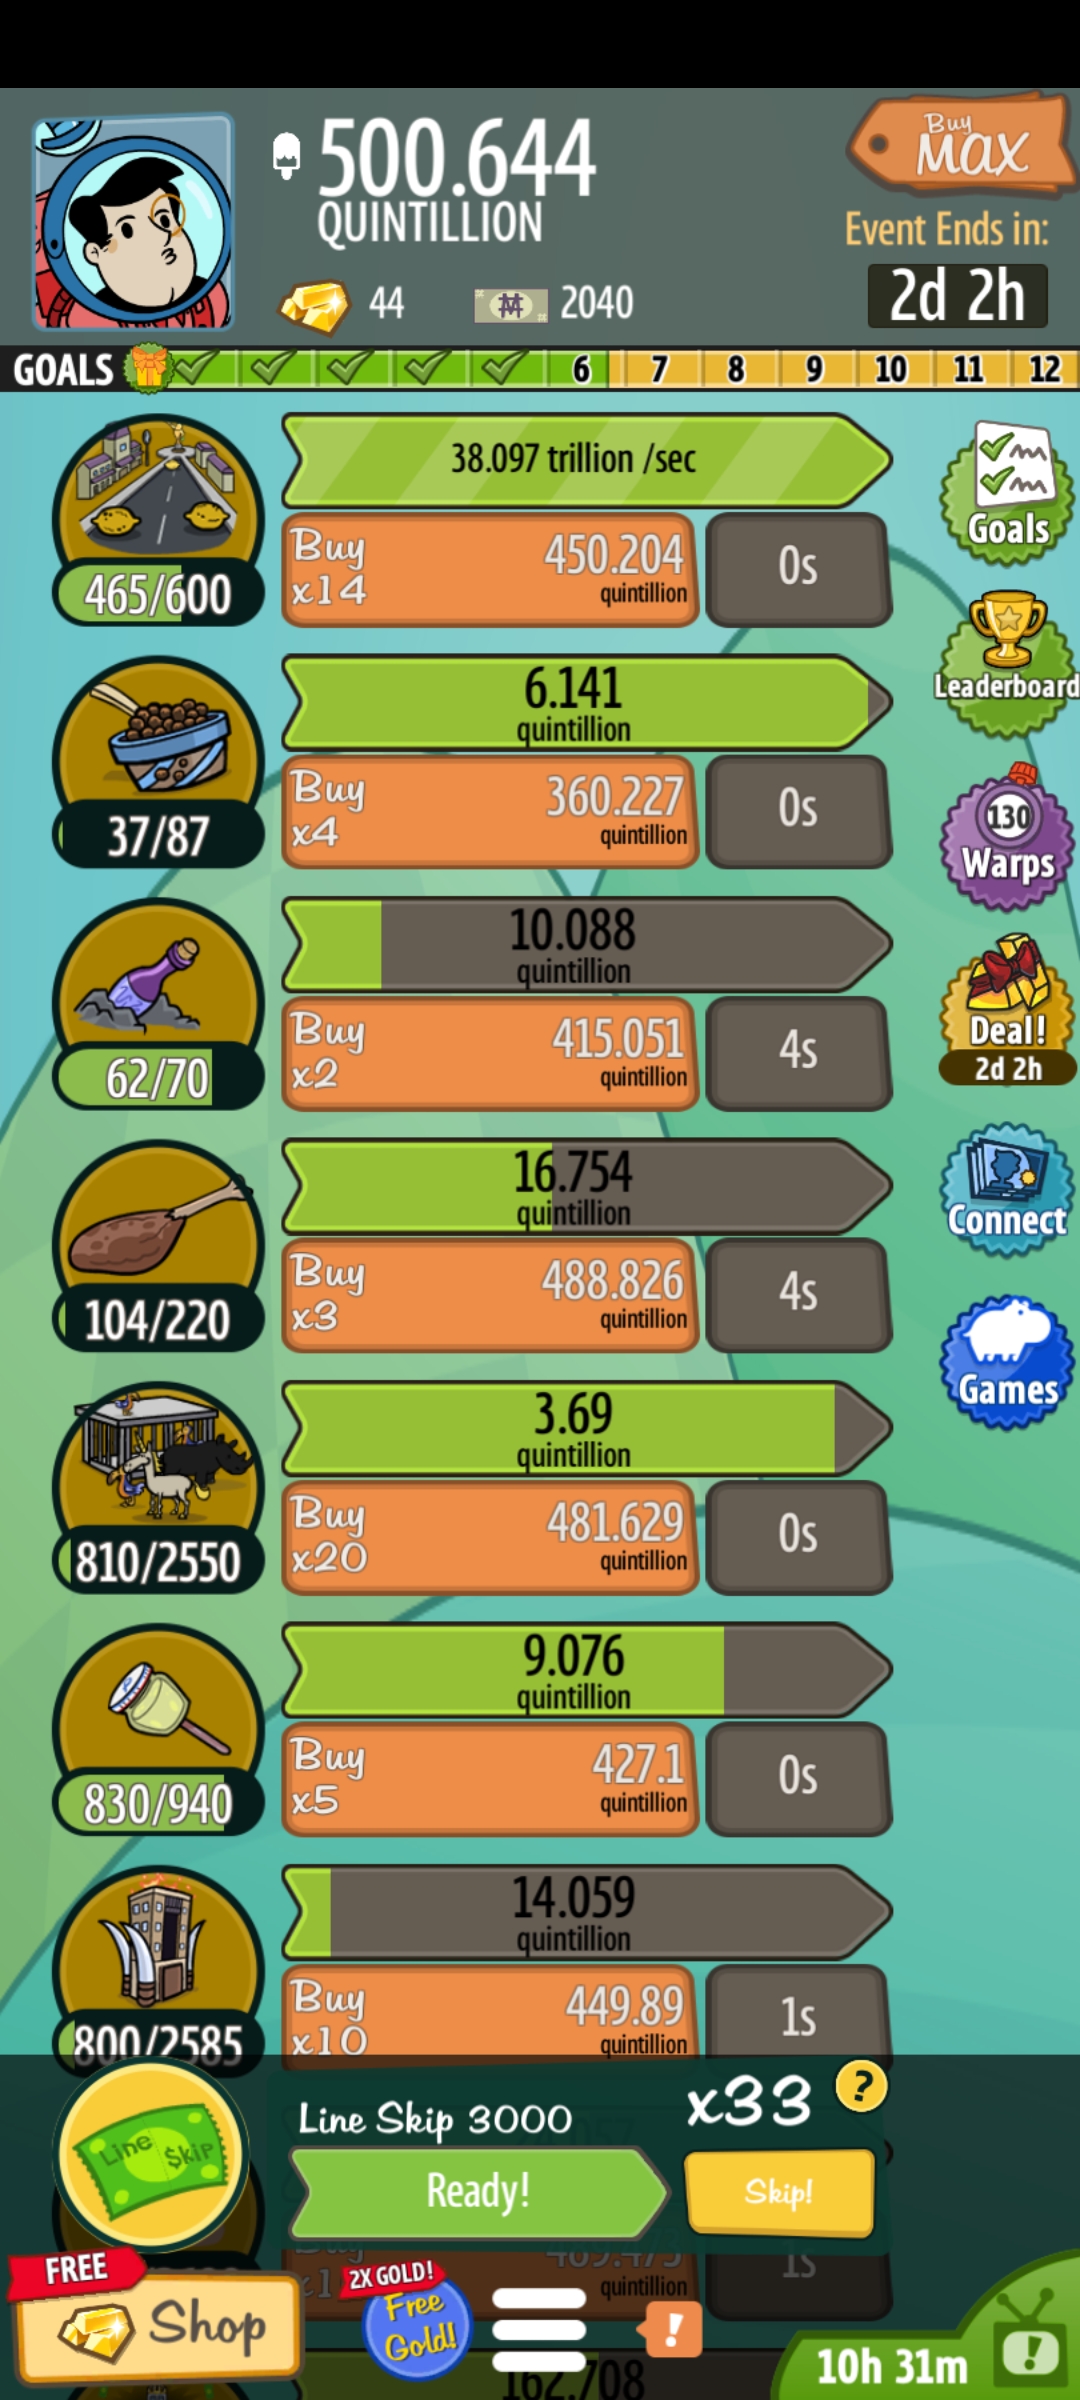 500.644
QUINTILLION
Buy
MAX
Event Ends in:
2d 2h
44
2040
GOALS
6 7 8 9 10 11 12
38.097 trillion /sec
Buy
x14
450.204
quintillion
0s
465/600
Goals
6.141
quintillion
Leaderboard
Buy
x4
360.227
quintillion
0s
37/87
130
Warps
10.088
quintillion
Buy
x2
415.051
quintillion
4s
62/70
Deal!
2d 2h
16.754
quintillion
Connect
Buy
x3
488.826
quintillion
4s
104/220
3.69
quintillion
Games
Buy
x20
481.629
quintillion
0s
810/2550
9.076
quintillion
Buy
x5
427.1
quintillion
0s
830/940
14.059
quintillion
Buy
x10
449.89
quintillion
1s
800/2585
Line Skip
Line Skip 3000
x33
?
Ready!
Skip!
quintillion
1s
FREE
Shop
2X GOLD!
Free
Gold!
!
10h 31m
!
162.708